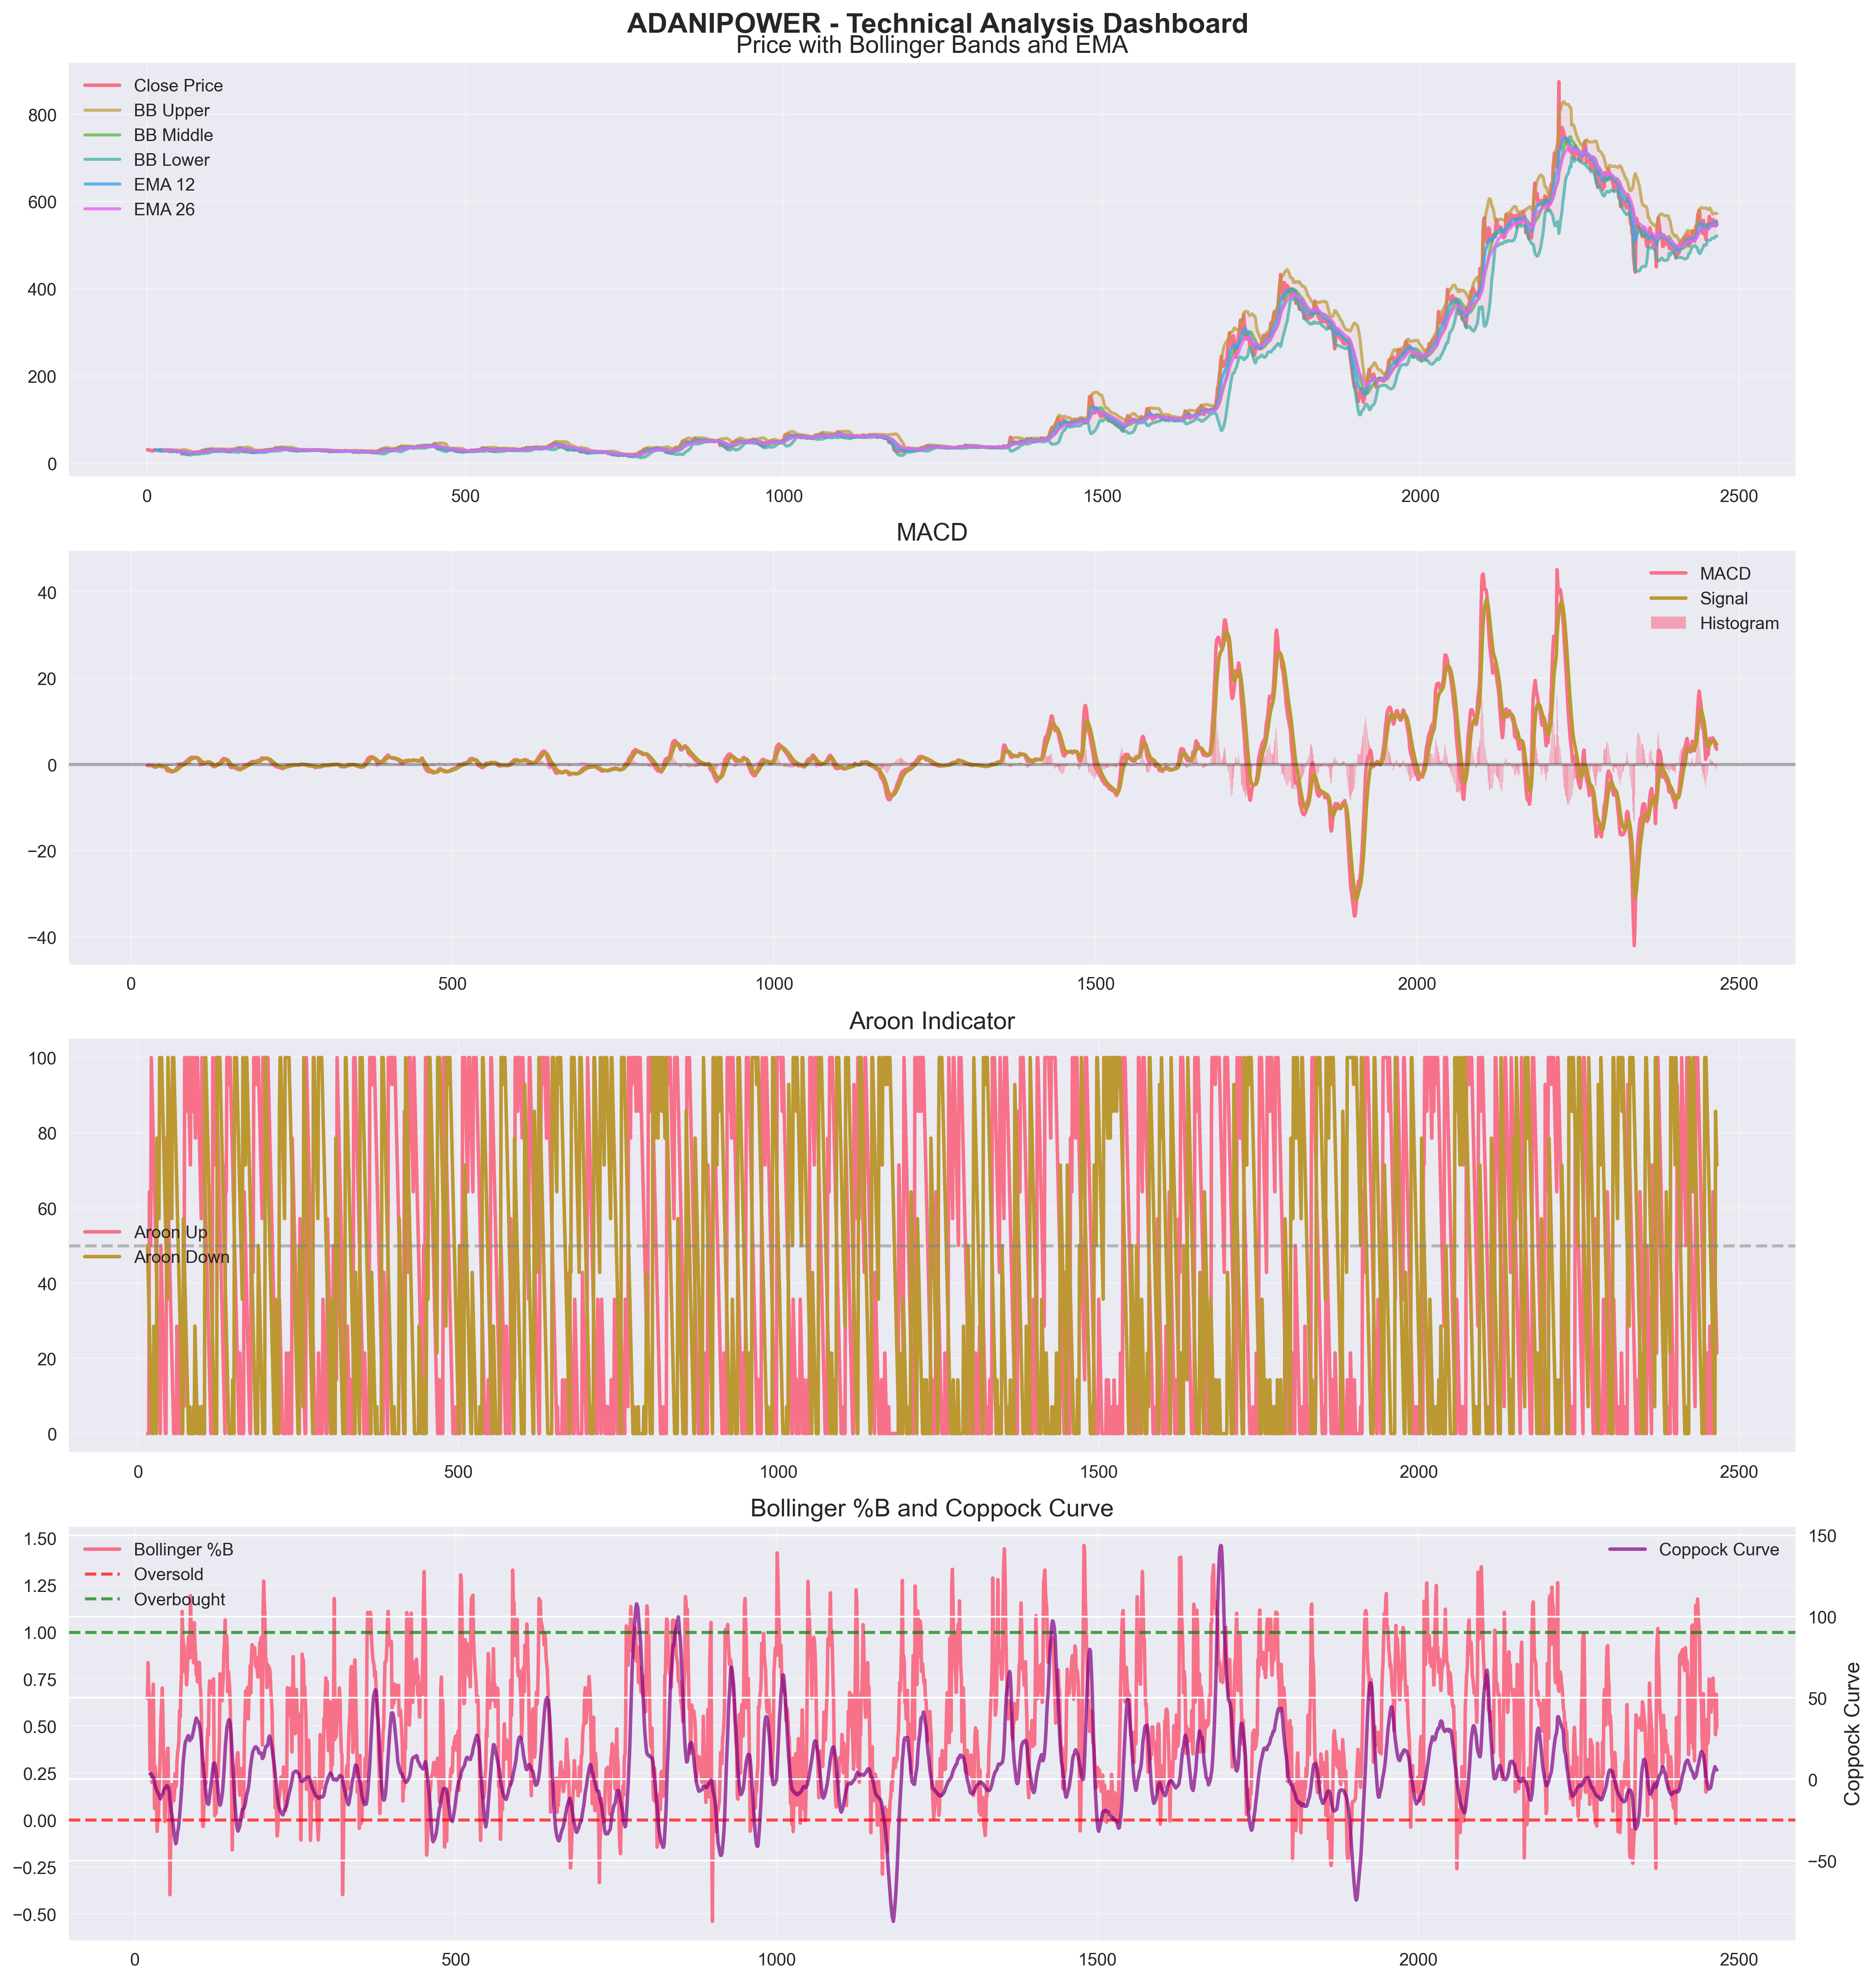 ADANIPOWER - Technical Analysis Dashboard
Price with Bollinger Bands and EMA
Close Price
BB Upper
BB Middle
BB Lower
EMA 12
EMA 26
800
600
400
200
0
0 500 1000 1500 2000 2500
MACD
MACD
Signal
Histogram
40
20
0
−20
−40
0 500 1000 1500 2000 2500
Aroon Indicator
100
80
60
40
20
0
Aroon Up
Aroon Down
0 500 1000 1500 2000 2500
Bollinger %B and Coppock Curve
Bollinger %B
Oversold
Overbought
Coppock Curve
1.50
1.25
1.00
0.75
0.50
0.25
0.00
−0.25
−0.50
150
100
50
0
−50
Coppock Curve
0 500 1000 1500 2000 2500